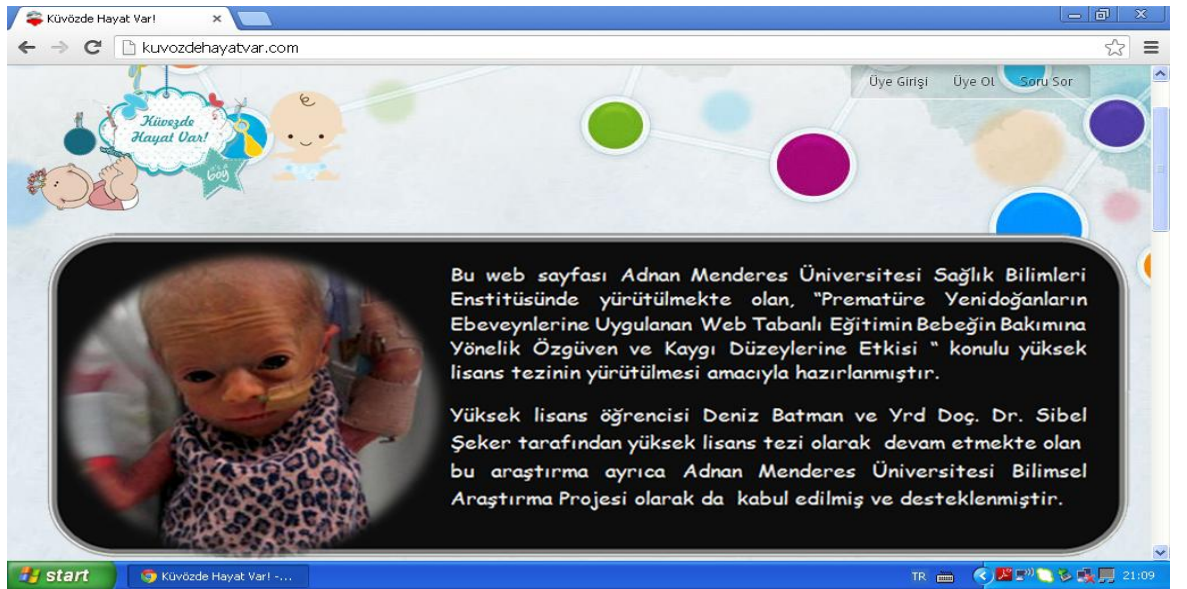 Küvözde Hayat Var!
kuvozdehayatvar.com
Üye Girişi Üye Ol Soru Sor
Küvezde
Hayat Var!
it's a
boy
Bu web sayfası Adnan Menderes Üniversitesi Sağlık Bilimleri
Enstitüsünde yürütülmekte olan, “Prematüre Yenidoğanların
Ebeveynlerine Uygulanan Web Tabanlı Eğitimin Bebeğin Bakımına
Yönelik Özgüven ve Kaygı Düzeylerine Etkisi “ konulu yüksek
lisans tezinin yürütülmesi amacıyla hazırlanmıştır.
Yüksek lisans öğrencisi Deniz Batman ve Yrd Doç. Dr. Sibel
Şeker tarafından yüksek lisans tezi olarak devam etmekte olan
bu araştırma ayrıca Adnan Menderes Üniversitesi Bilimsel
Araştırma Projesi olarak da kabul edilmiş ve desteklenmiştir.
start
Küvözde Hayat Var! -...
TR
21:09